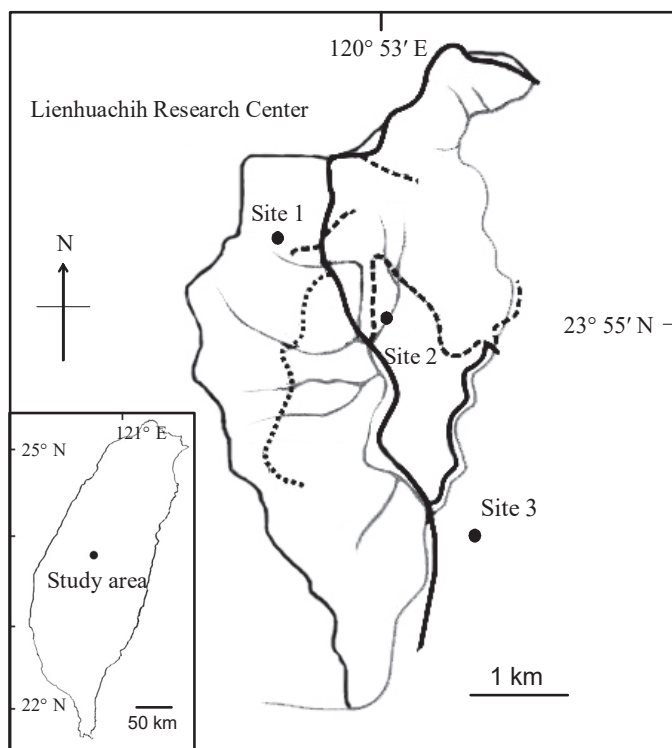 120° 53′ E
Lienhuachih Research Center
Site 1
N
23° 55′ N
Site 2
121° E
25° N
Site 3
Study area
1 km
22° N
50 km